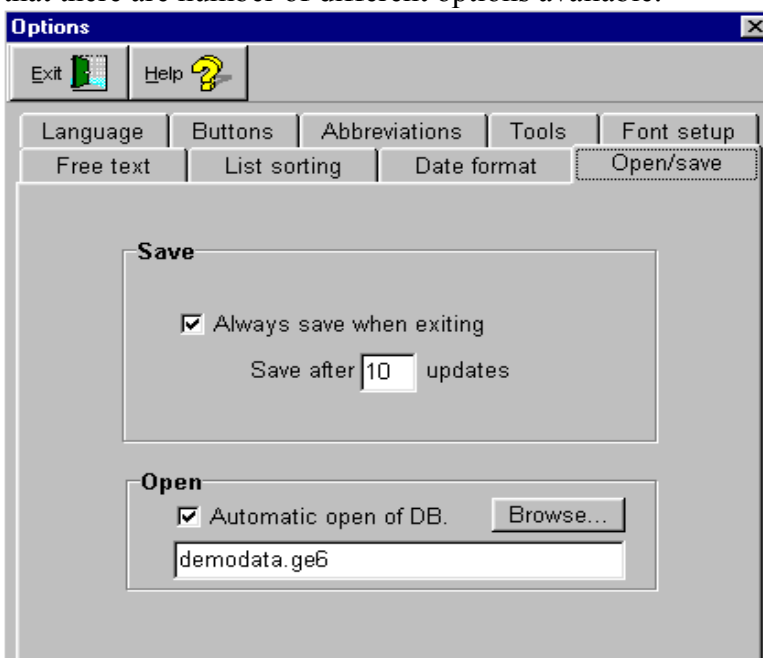 that there are number of different options available.
Options
Exit Help
Language Buttons Abbreviations Tools Font setup
Free text List sorting Date format Open/save
Save
Always save when exiting
Save after 10 updates
Open
Automatic open of DB. Browse...
demodata.ge6